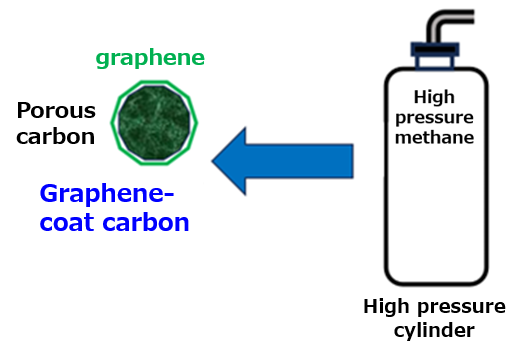 graphene
Porous
carbon
Graphene-
coat carbon
High
pressure
methane
High pressure
cylinder